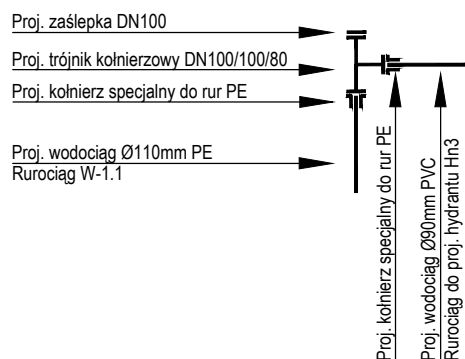 Proj. zaślepka DN100
Proj. trójnik kołnierzowy DN100/100/80
Proj. kołnierz specjalny do rur PE
Proj. wodociąg Ø110mm PE
Rurociąg W-1.1
Proj. kołnierz specjalny do rur PE
Proj. wodociąg Ø90mm PVC
Rurociąg do proj. hydrantu Hn3